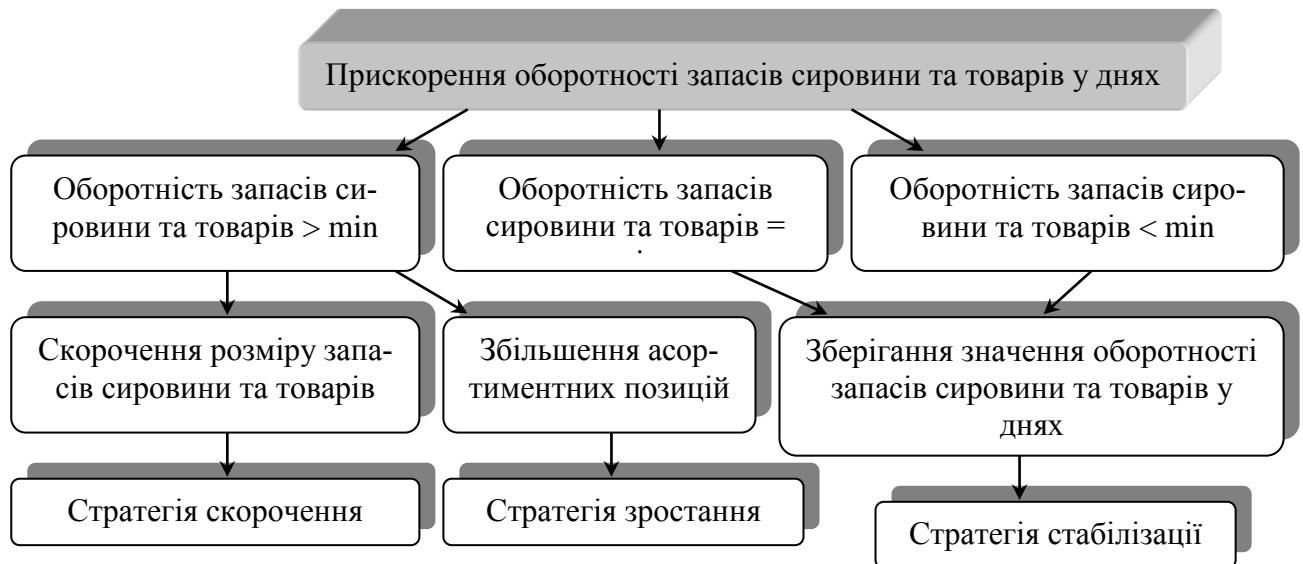 Прискорення оборотності запасів сировини та товарів у днях
Оборотність запасів си-
ровини та товарів > min
Оборотність запасів
сировини та товарів =
Оборотність запасів сиро-
вини та товарів < min
Скорочення розміру запа-
сів сировини та товарів
Збільшення асор-
тиментних позицій
Зберігання значення оборотності
запасів сировини та товарів у
днях
Стратегія скорочення
Стратегія зростання
Стратегія стабілізації